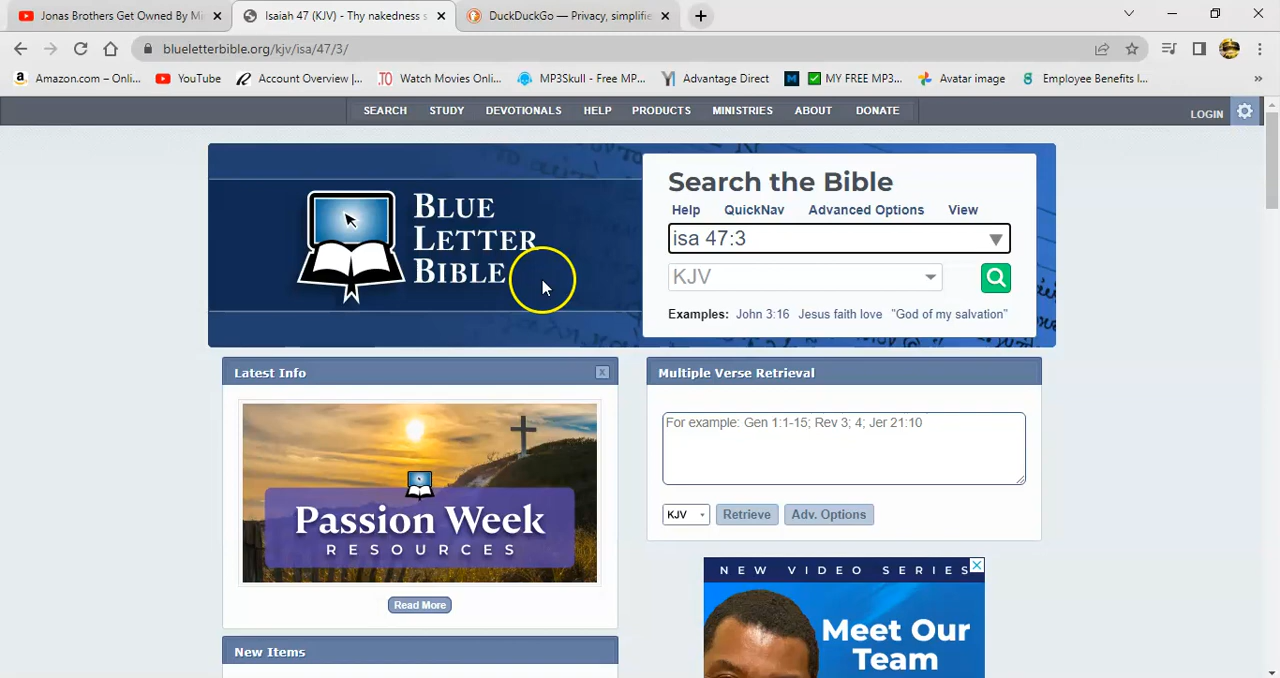 Jonas Brothers Get Owned By Mi
Isaiah 47 (KJV) - Thy nakedness s
DuckDuckGo — Privacy, simplifie
blueletterbible.org/kjv/isa/47/3/
Amazon.com – Onli...
YouTube
Account Overview |...
Watch Movies Onlin...
MP3Skull - Free MP...
Advantage Direct
MY FREE MP3...
Avatar image
Employee Benefits I...
»
SEARCH
STUDY
DEVOTIONALS
HELP
PRODUCTS
MINISTRIES
ABOUT
DONATE
LOGIN
BLUE
LETTER
BIBLE
Search the Bible
Help QuickNav Advanced Options View
isa 47:3
KJV
Examples: John 3:16 Jesus faith love "God of my salvation"
Latest Info
x
Passion Week
RESOURCES
Read More
New Items
Multiple Verse Retrieval
For example: Gen 1:1-15; Rev 3; 4; Jer 21:10
KJV
Retrieve
Adv. Options
NEW VIDEO SERIES
Meet Our
Team